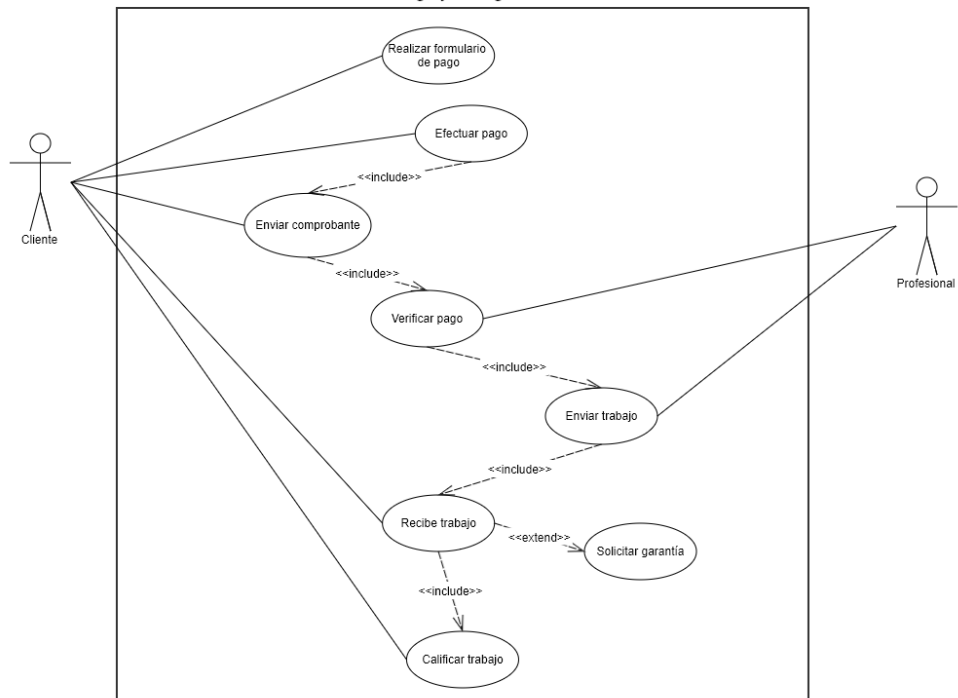 Realizar formulario
de pago
Efectuar pago
<<include>>
Enviar comprobante
Cliente
<<include>>
Profesional
Verificar pago
<<include>>
Enviar trabajo
<<include>>
Recibe trabajo
<<extend>>
Solicitar garantía
<<include>>
Calificar trabajo